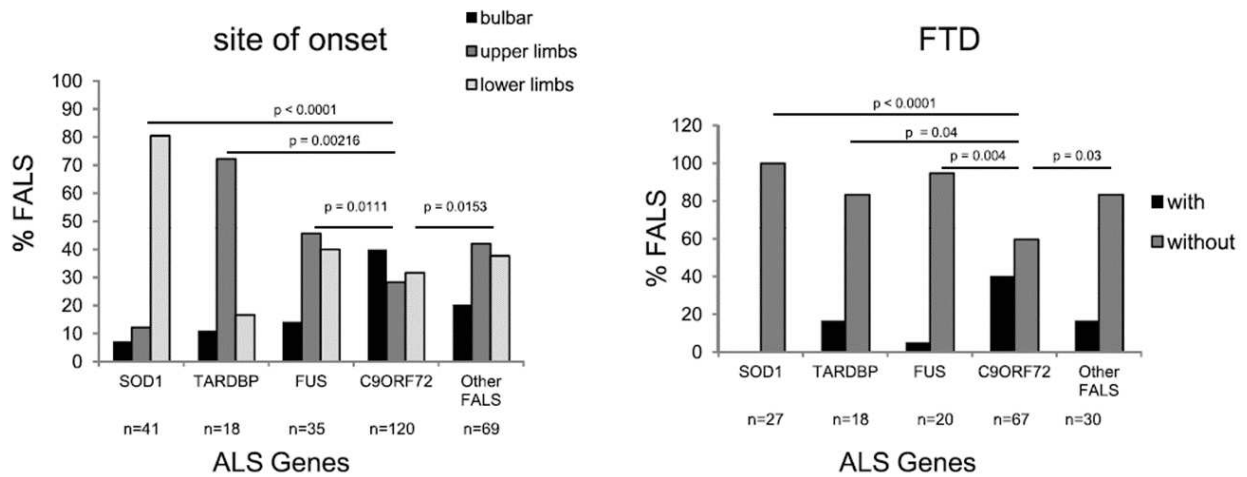 site of onset
bulbar
upper limbs
lower limbs
100
90
80
70
60
50
40
30
20
10
0
% FALS
p < 0.0001
p = 0.00216
p = 0.0111
p = 0.0153
SOD1 TARDBP FUS C9ORF72 Other
FALS
n=41 n=18 n=35 n=120 n=69
ALS Genes
FTD
120
100
80
60
40
20
0
% FALS
p < 0.0001
p = 0.04
p = 0.004 p = 0.03
with
without
SOD1 TARDBP FUS C9ORF72 Other
FALS
n=27 n=18 n=20 n=67 n=30
ALS Genes